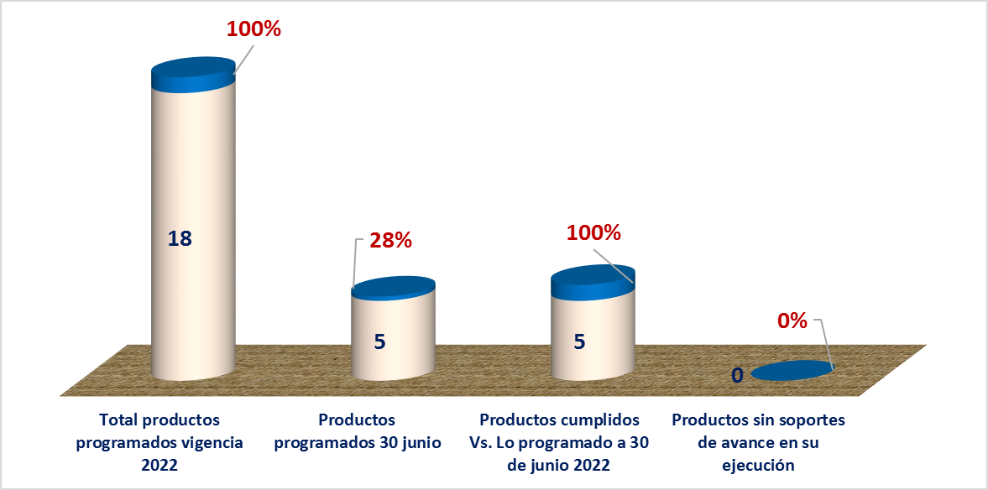 100%
18
28%
5
100%
5
0%
0
Total productos
programados vigencia
2022
Productos
programados 30 junio
Productos cumplidos
Vs. Lo programado a 30
de junio 2022
Productos sin soportes
de avance en su
ejecución